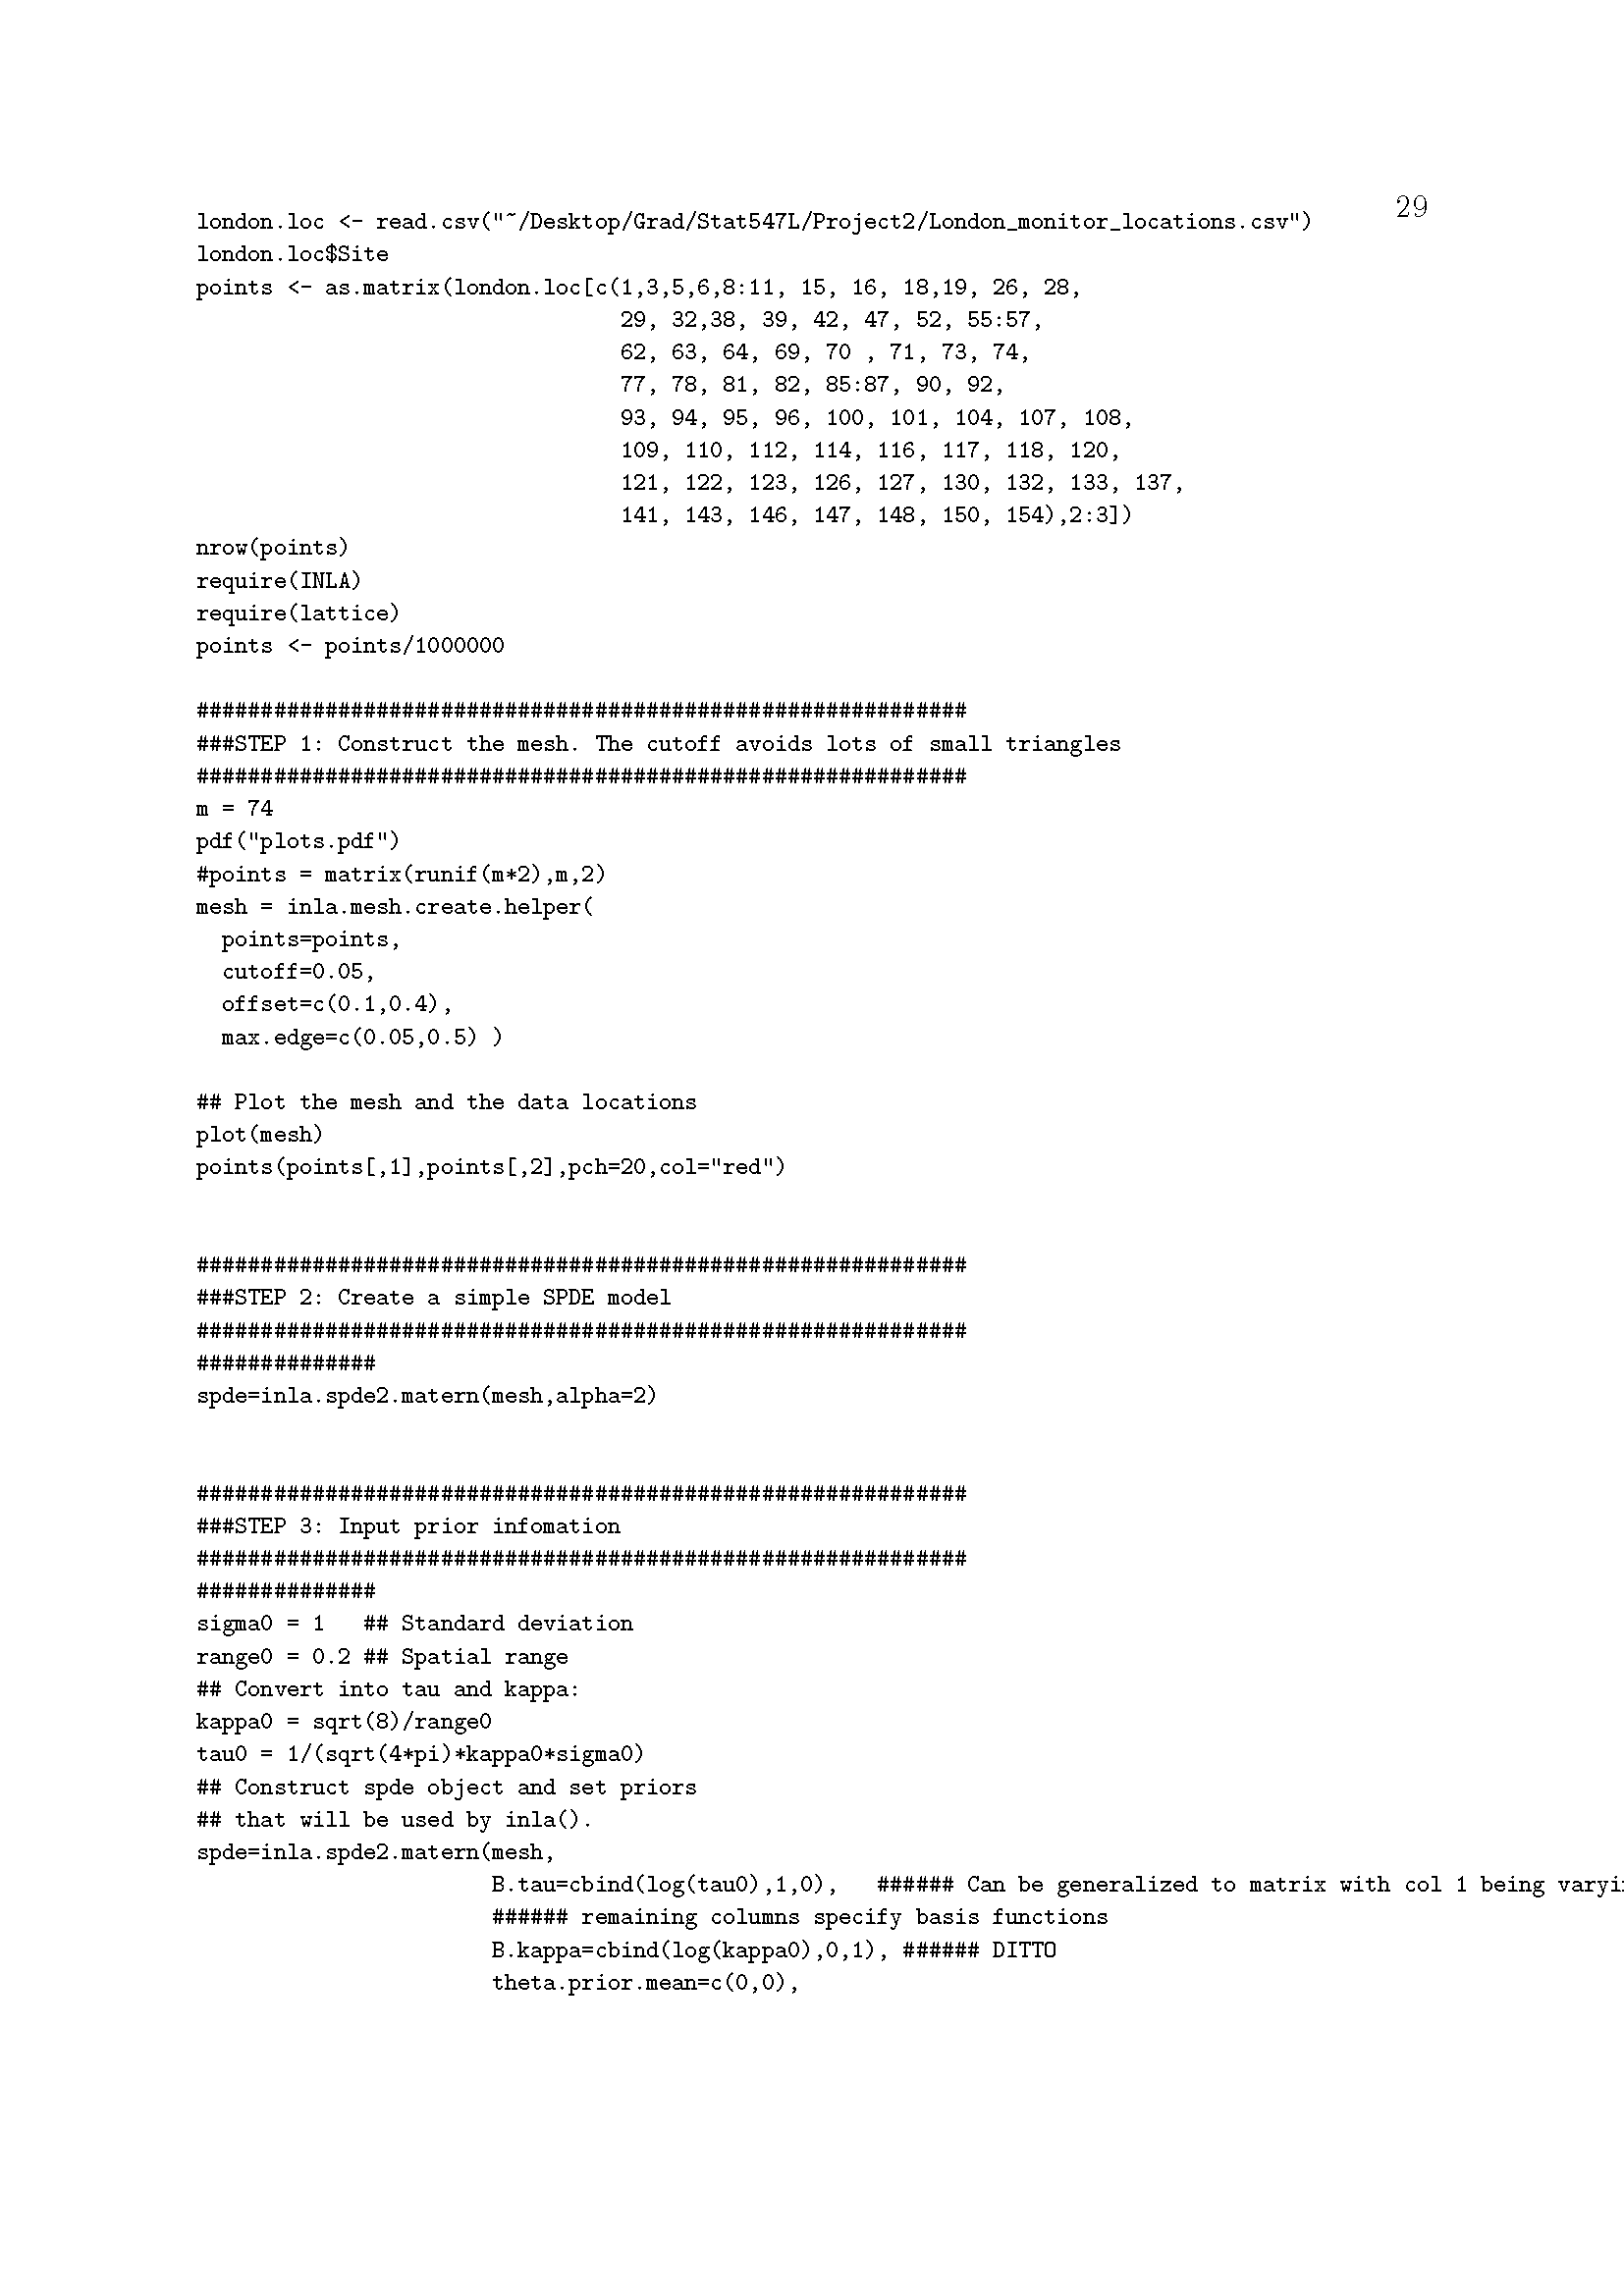 29
london.loc <- read.csv("~/Desktop/Grad/Stat547L/Project2/London_monitor_locations.csv")
london.loc$Site
points <- as.matrix(london.loc[c(1,3,5,6,8:11, 15, 16, 18,19, 26, 28,
                                 29, 32,38, 39, 42, 47, 52, 55:57,
                                 62, 63, 64, 69, 70 , 71, 73, 74,
                                 77, 78, 81, 82, 85:87, 90, 92,
                                 93, 94, 95, 96, 100, 101, 104, 107, 108,
                                 109, 110, 112, 114, 116, 117, 118, 120,
                                 121, 122, 123, 126, 127, 130, 132, 133, 137,
                                 141, 143, 146, 147, 148, 150, 154),2:3])
nrow(points)
require(INLA)
require(lattice)
points <- points/1000000
############################################################
###STEP 1: Construct the mesh. The cutoff avoids lots of small triangles
############################################################
m = 74
pdf("plots.pdf")
#points = matrix(runif(m*2),m,2)
mesh = inla.mesh.create.helper(
  points=points,
  cutoff=0.05,
  offset=c(0.1,0.4),
  max.edge=c(0.05,0.5) )
## Plot the mesh and the data locations
plot(mesh)
points(points[,1],points[,2],pch=20,col="red")
############################################################
###STEP 2: Create a simple SPDE model
############################################################
##############
spde=inla.spde2.matern(mesh,alpha=2)
############################################################
###STEP 3: Input prior infomation
############################################################
##############
sigma0 = 1   ## Standard deviation
range0 = 0.2 ## Spatial range
## Convert into tau and kappa:
kappa0 = sqrt(8)/range0
tau0 = 1/(sqrt(4*pi)*kappa0*sigma0)
## Construct spde object and set priors
## that will be used by inla().
spde=inla.spde2.matern(mesh,
                       B.tau=cbind(log(tau0),1,0),   ###### Can be generalized to matrix with col 1 being
                       ###### remaining columns specify basis functions
                       B.kappa=cbind(log(kappa0),0,1), ###### DITTO
                       theta.prior.mean=c(0,0),